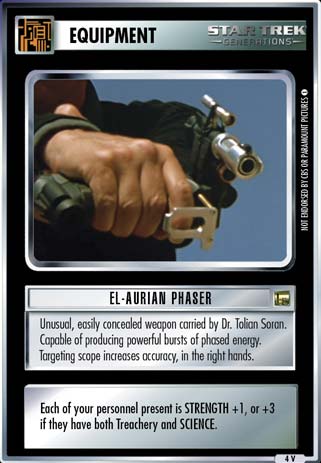 EQUIPMENT
STAR TREK
GENERATIONS
NOT ENDORSED BY CBS OR PARAMOUNT PICTURES
EL-AURIAN PHASER
Unusual, easily concealed weapon carried by Dr. Tolian Soran.
Capable of producing powerful bursts of phased energy.
Targeting scope increases accuracy, in the right hands.
Each of your personnel present is STRENGTH +1, or +3
if they have both Treachery and SCIENCE.
4 V